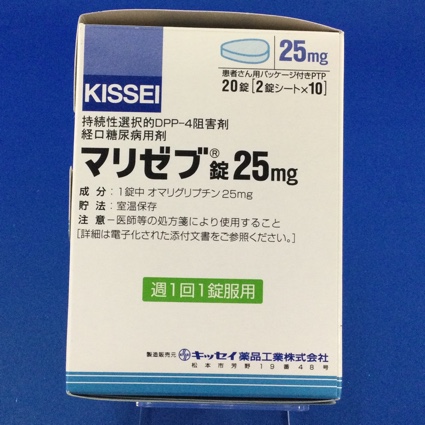 25mg
患者さん用パッケージ付きPTP
20錠[2錠シート×10]
KISSEI
持続性選択的DPP-4阻害剤
経口糖尿病用剤
マリゼブ®錠25mg
成 分：1錠中 オマリグリプチン25mg
貯 法：室温保存
注 意－医師等の処方箋により使用すること
[詳細は電子化された添付文書をご参照ください。]
週1回1錠服用
製造販売元 キッセイ薬品工業株式会社
松本市芳野19番48号